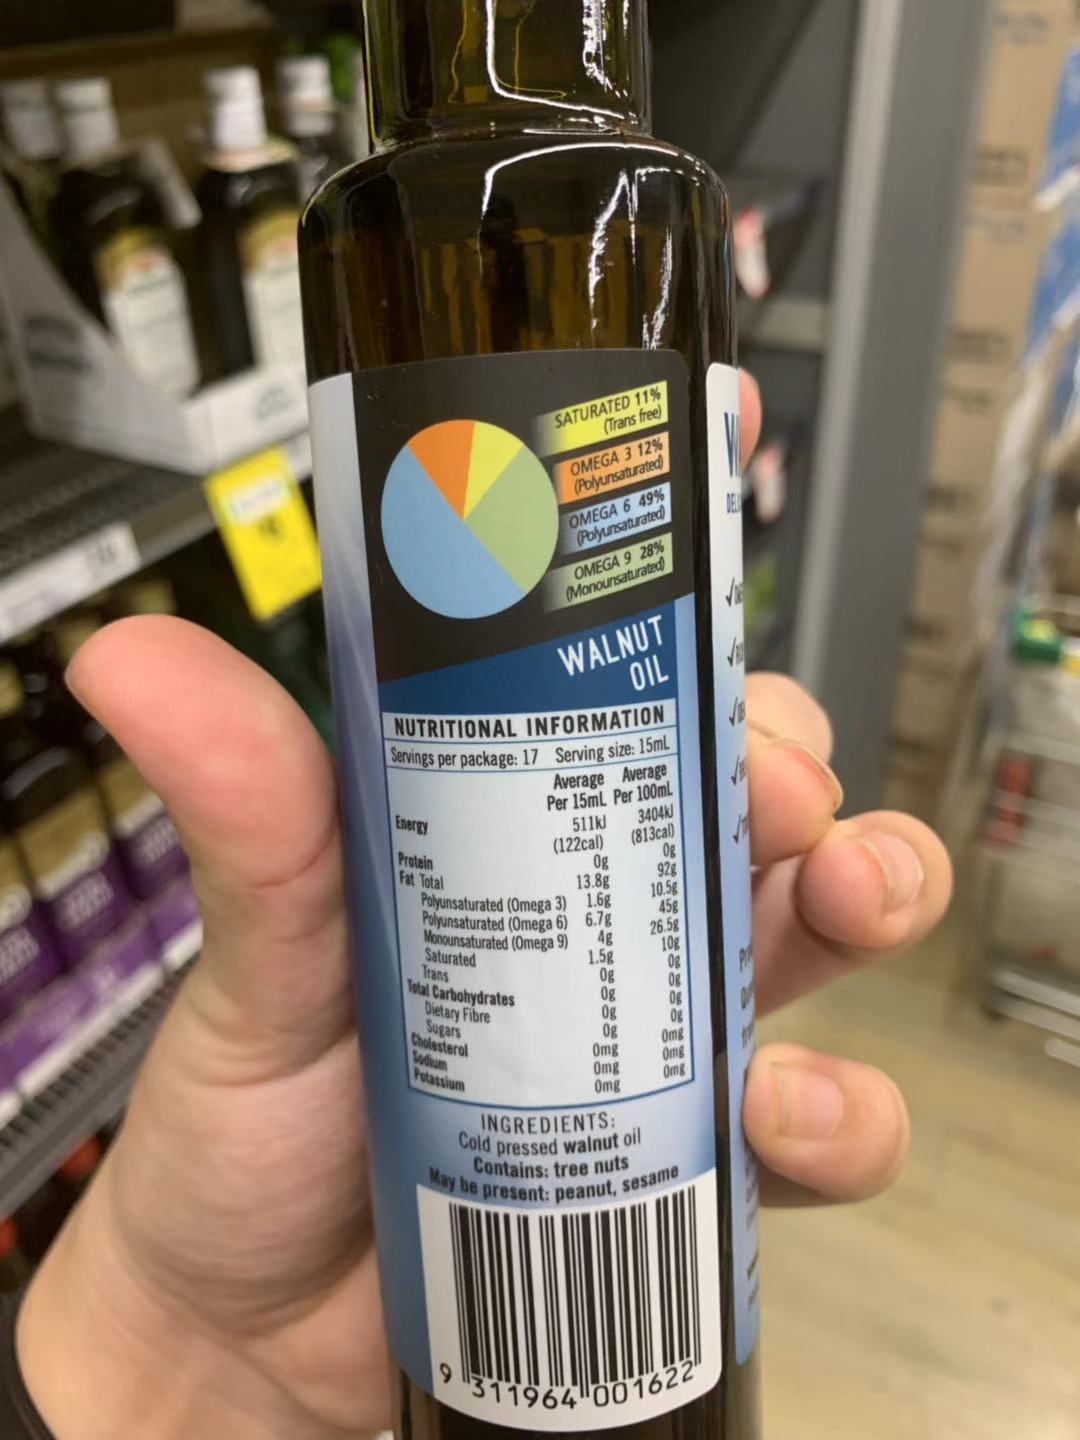 SATURATED 11%
(Trans free)
OMEGA 3 12%
(Polyunsaturated)
OMEGA 6 49%
(Polyunsaturated)
OMEGA 9 28%
(Monounsaturated)
WALNUT
OIL
NUTRITIONAL INFORMATION
Servings per package: 17 Serving size: 15mL
Average Average
Per 15mL Per 100mL
Energy 511kJ 3404kJ
(122cal) (813cal)
Protein 0g 0g
Fat Total 13.8g 92g
Polyunsaturated (Omega 3) 1.6g 10.5g
Polyunsaturated (Omega 6) 6.7g 45g
Monounsaturated (Omega 9) 4g 26.5g
Saturated 1.5g 10g
Trans 0g 0g
Total Carbohydrates 0g 0g
Dietary Fibre 0g 0g
Sugars 0g 0g
Cholesterol 0mg 0mg
Sodium 0mg 0mg
Potassium 0mg 0mg
INGREDIENTS:
Cold pressed walnut oil
Contains: tree nuts
May be present: peanut, sesame
9 311964 001622